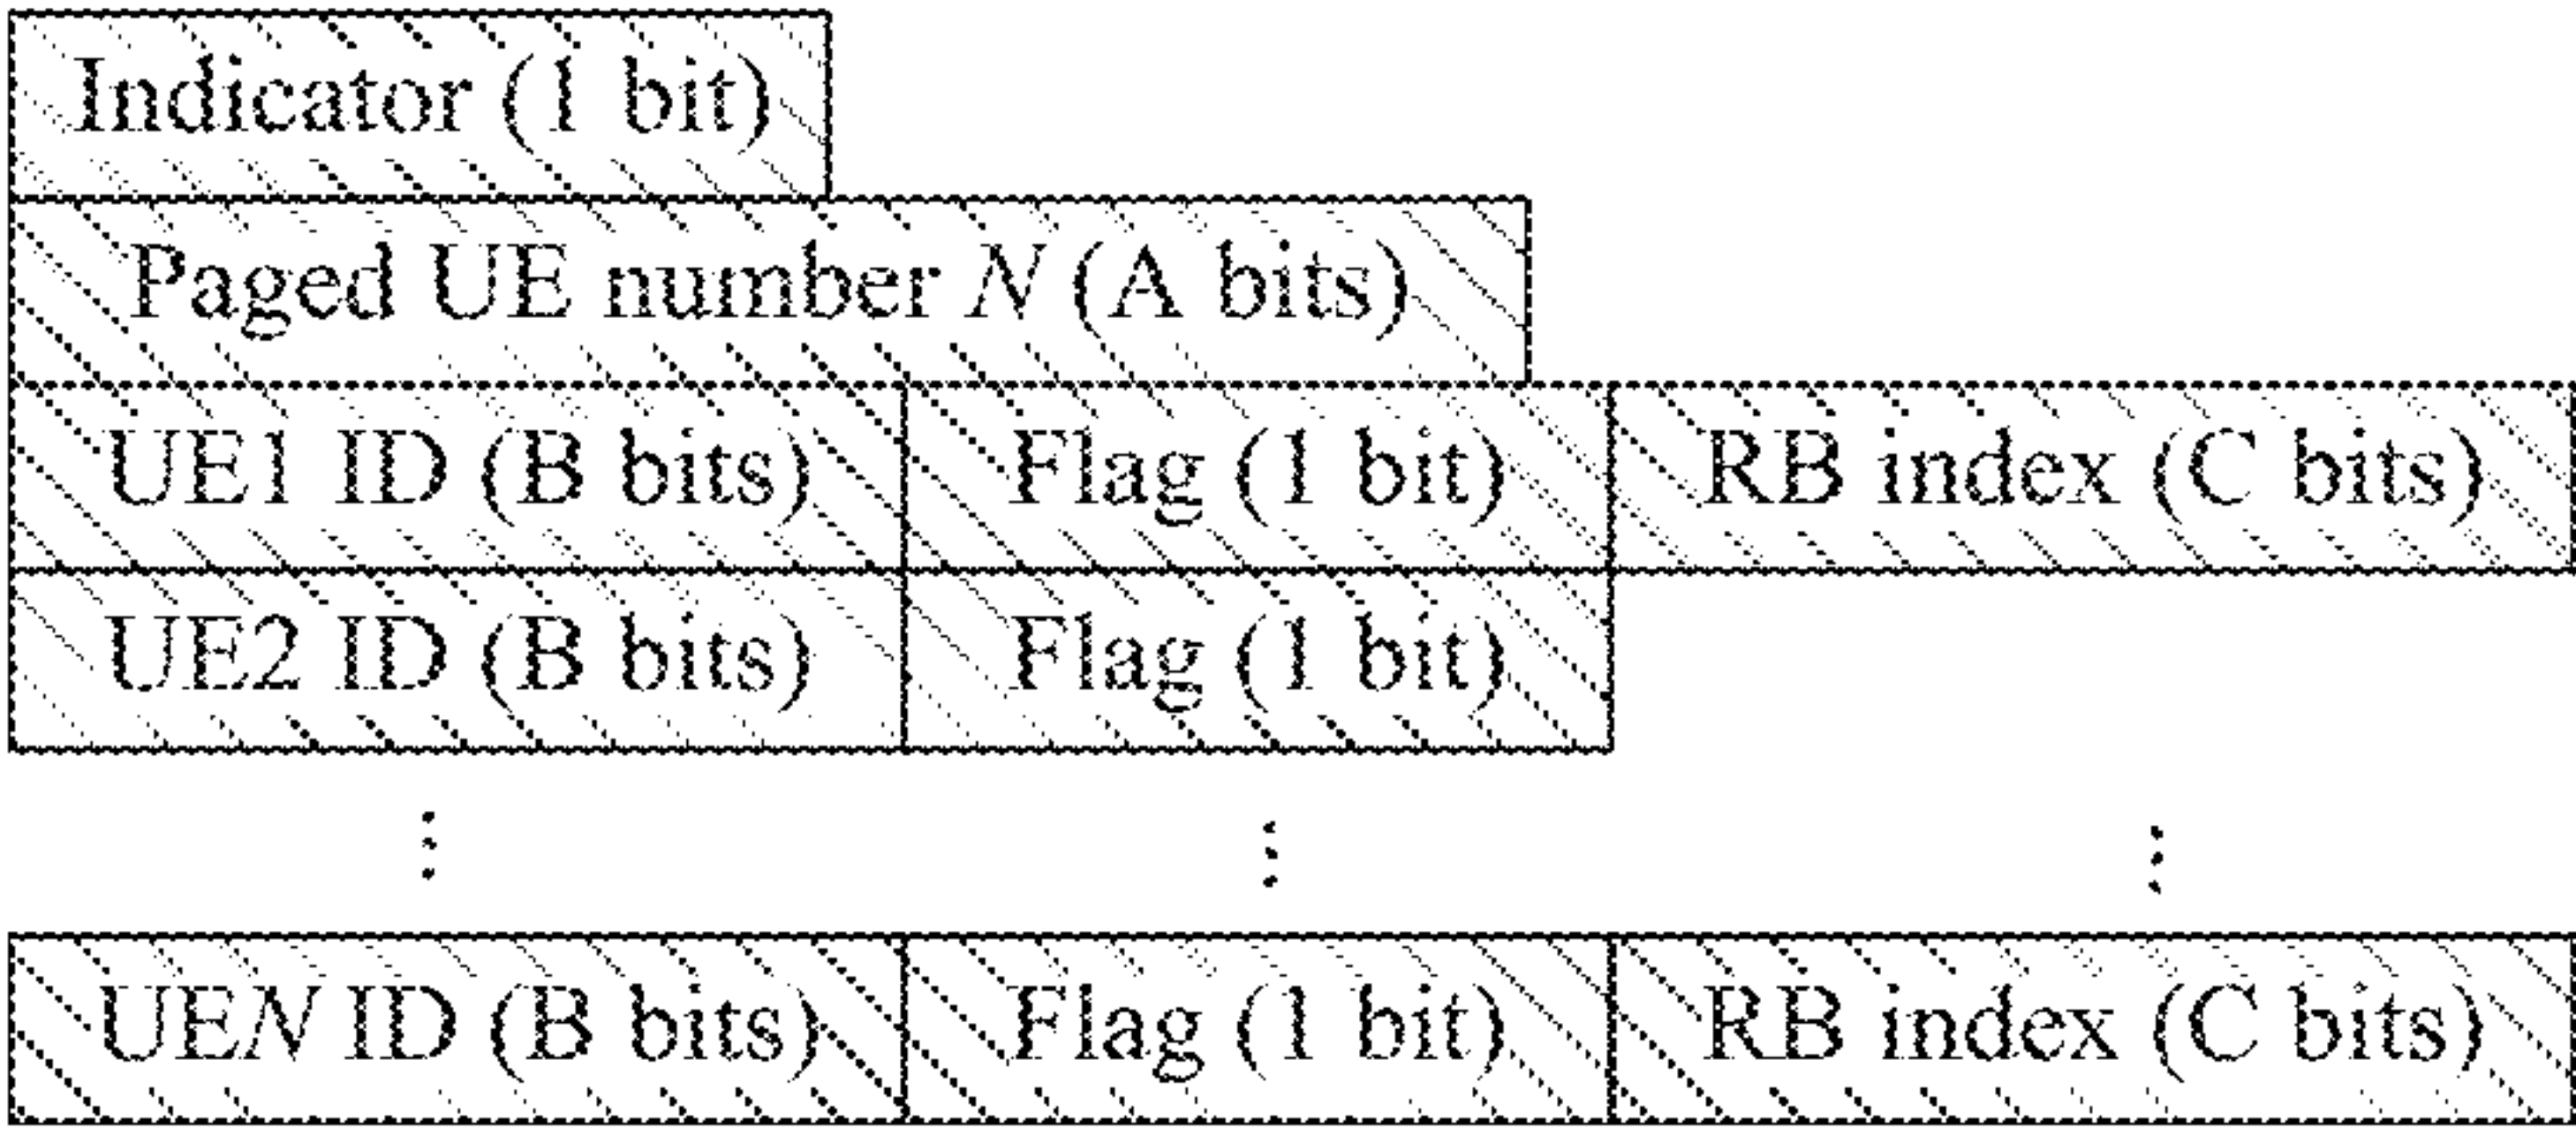 Indicator (1 bit)
Paged UE number N (A bits)
UE1 ID (B bits) Flag (1 bit) RB index (C bits)
UE2 ID (B bits) Flag (1 bit)
⋮ ⋮ ⋮
UEN ID (B bits) Flag (1 bit) RB index (C bits)